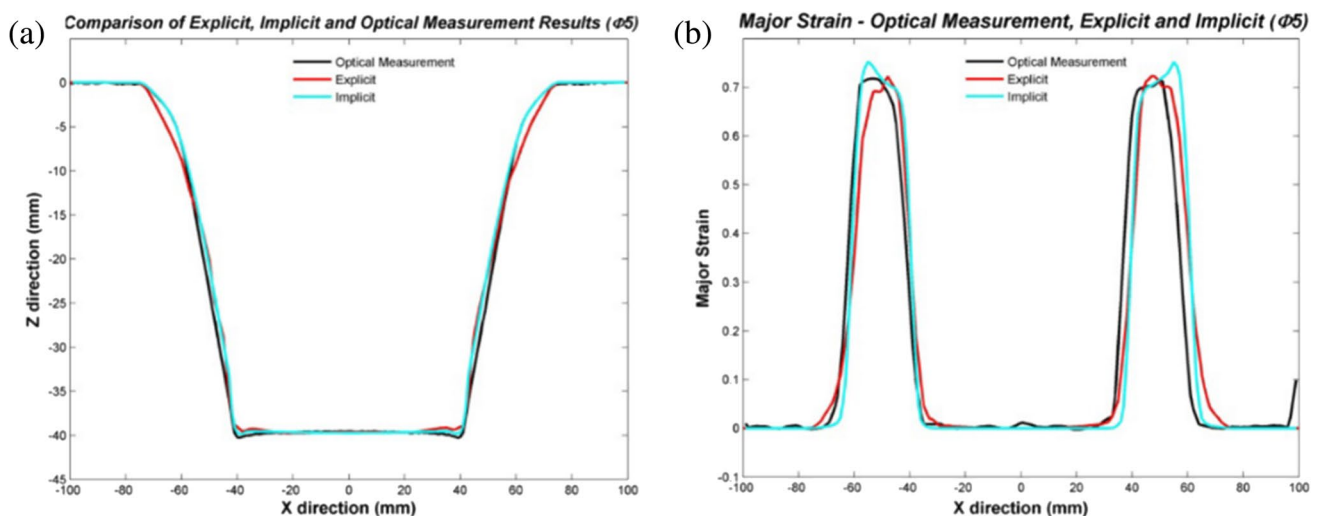 (a)
Comparison of Explicit, Implicit and Optical Measurement Results (Φ5)
Optical Measurement
Explicit
Implicit
5
0
-5
-10
-15
-20
-25
-30
-35
-40
-45
Z direction (mm)
-100 -80 -60 -40 -20 0 20 40 60 80 100
X direction (mm)
(b)
Major Strain - Optical Measurement, Explicit and Implicit (Φ5)
Optical Measurement
Explicit
Implicit
0.7
0.6
0.5
0.4
0.3
0.2
0.1
0
-0.1
Major Strain
-100 -80 -60 -40 -20 0 20 40 60 80 100
X direction (mm)